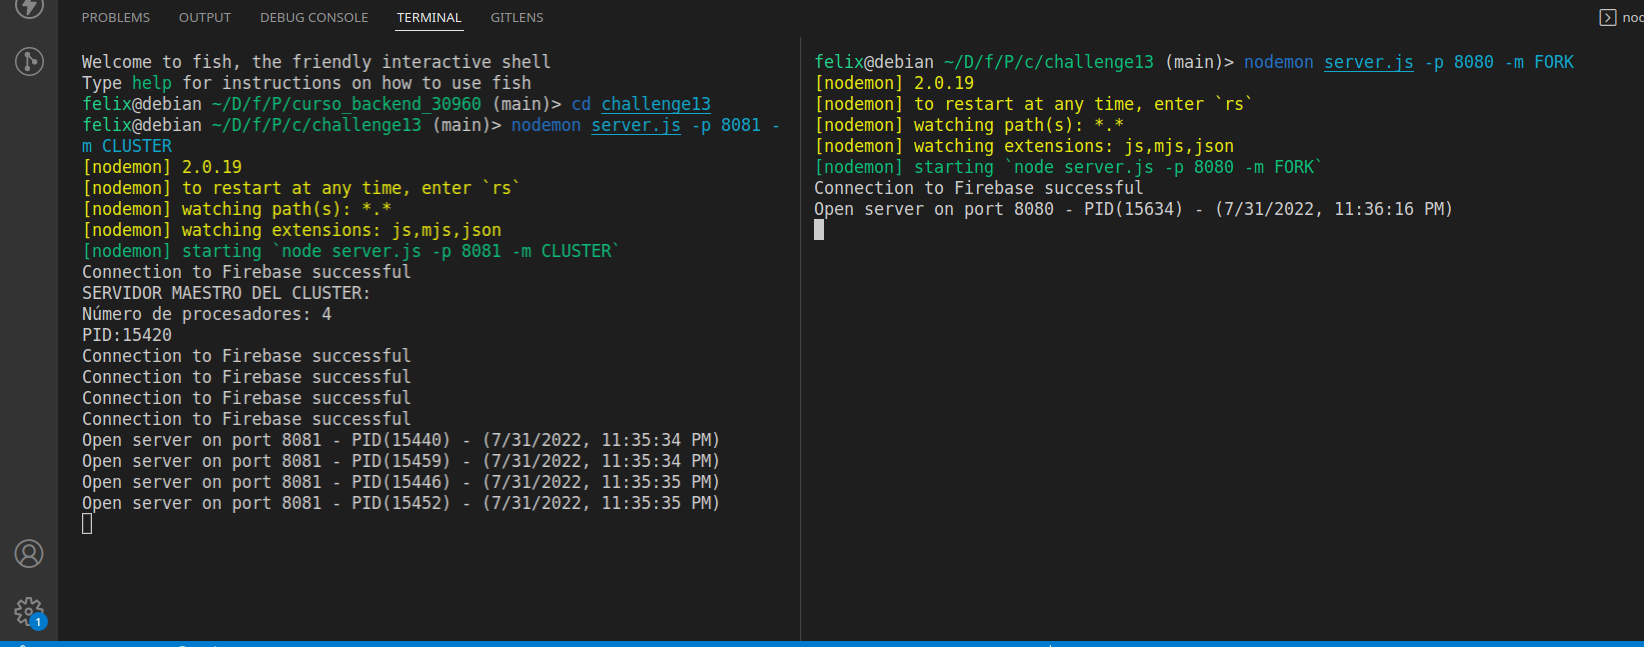 PROBLEMS OUTPUT DEBUG CONSOLE TERMINAL GITLENS
Welcome to fish, the friendly interactive shell
Type help for instructions on how to use fish
felix@debian ~/D/f/P/curso_backend_30960 (main)> cd challenge13
felix@debian ~/D/f/P/c/challenge13 (main)> nodemon server.js -p 8081 -
m CLUSTER
[nodemon] 2.0.19
[nodemon] to restart at any time, enter `rs`
[nodemon] watching path(s): *.*
[nodemon] watching extensions: js,mjs,json
[nodemon] starting `node server.js -p 8081 -m CLUSTER`
Connection to Firebase successful
SERVIDOR MAESTRO DEL CLUSTER:
Número de procesadores: 4
PID:15420
Connection to Firebase successful
Connection to Firebase successful
Connection to Firebase successful
Connection to Firebase successful
Open server on port 8081 - PID(15440) - (7/31/2022, 11:35:34 PM)
Open server on port 8081 - PID(15459) - (7/31/2022, 11:35:34 PM)
Open server on port 8081 - PID(15446) - (7/31/2022, 11:35:35 PM)
Open server on port 8081 - PID(15452) - (7/31/2022, 11:35:35 PM)
felix@debian ~/D/f/P/c/challenge13 (main)> nodemon server.js -p 8080 -m FORK
[nodemon] 2.0.19
[nodemon] to restart at any time, enter `rs`
[nodemon] watching path(s): *.*
[nodemon] watching extensions: js,mjs,json
[nodemon] starting `node server.js -p 8080 -m FORK`
Connection to Firebase successful
Open server on port 8080 - PID(15634) - (7/31/2022, 11:36:16 PM)
1